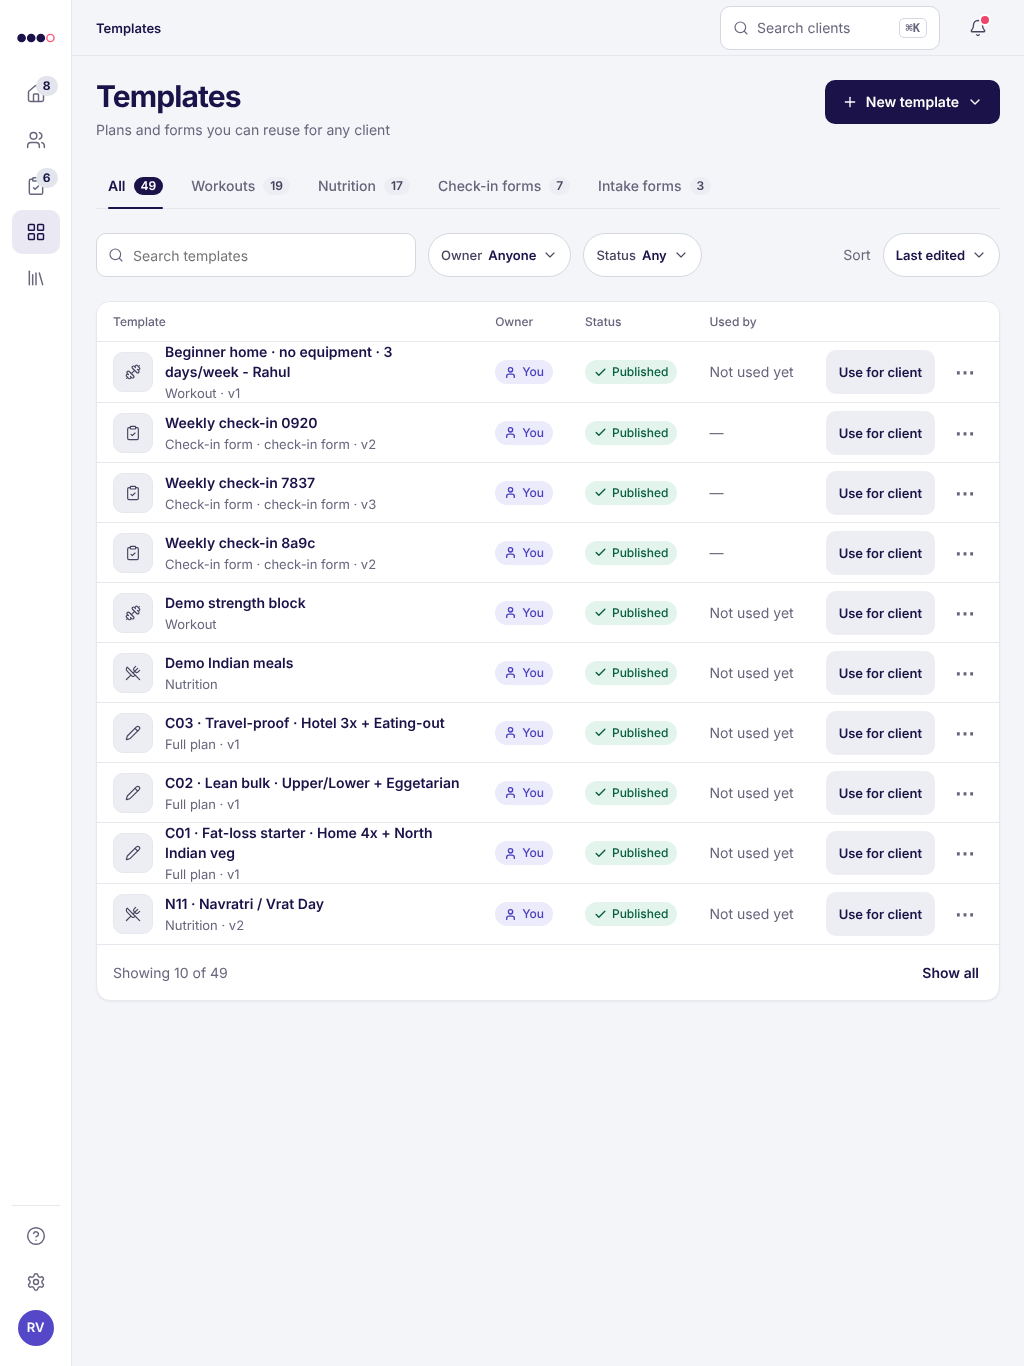 Templates
Search clients ⌘K
8
6
Templates
Plans and forms you can reuse for any client
New template
All 49 Workouts 19 Nutrition 17 Check-in forms 7 Intake forms 3
Search templates Owner Anyone Status Any Sort Last edited
Template Owner Status Used by
Beginner home · no equipment · 3
days/week - Rahul
Workout · v1
You Published Not used yet Use for client
Weekly check-in 0920
Check-in form · check-in form · v2
You Published — Use for client
Weekly check-in 7837
Check-in form · check-in form · v3
You Published — Use for client
Weekly check-in 8a9c
Check-in form · check-in form · v2
You Published — Use for client
Demo strength block
Workout
You Published Not used yet Use for client
Demo Indian meals
Nutrition
You Published Not used yet Use for client
C03 · Travel-proof · Hotel 3x + Eating-out
Full plan · v1
You Published Not used yet Use for client
C02 · Lean bulk · Upper/Lower + Eggetarian
Full plan · v1
You Published Not used yet Use for client
C01 · Fat-loss starter · Home 4x + North
Indian veg
Full plan · v1
You Published Not used yet Use for client
N11 · Navratri / Vrat Day
Nutrition · v2
You Published Not used yet Use for client
Showing 10 of 49 Show all
RV